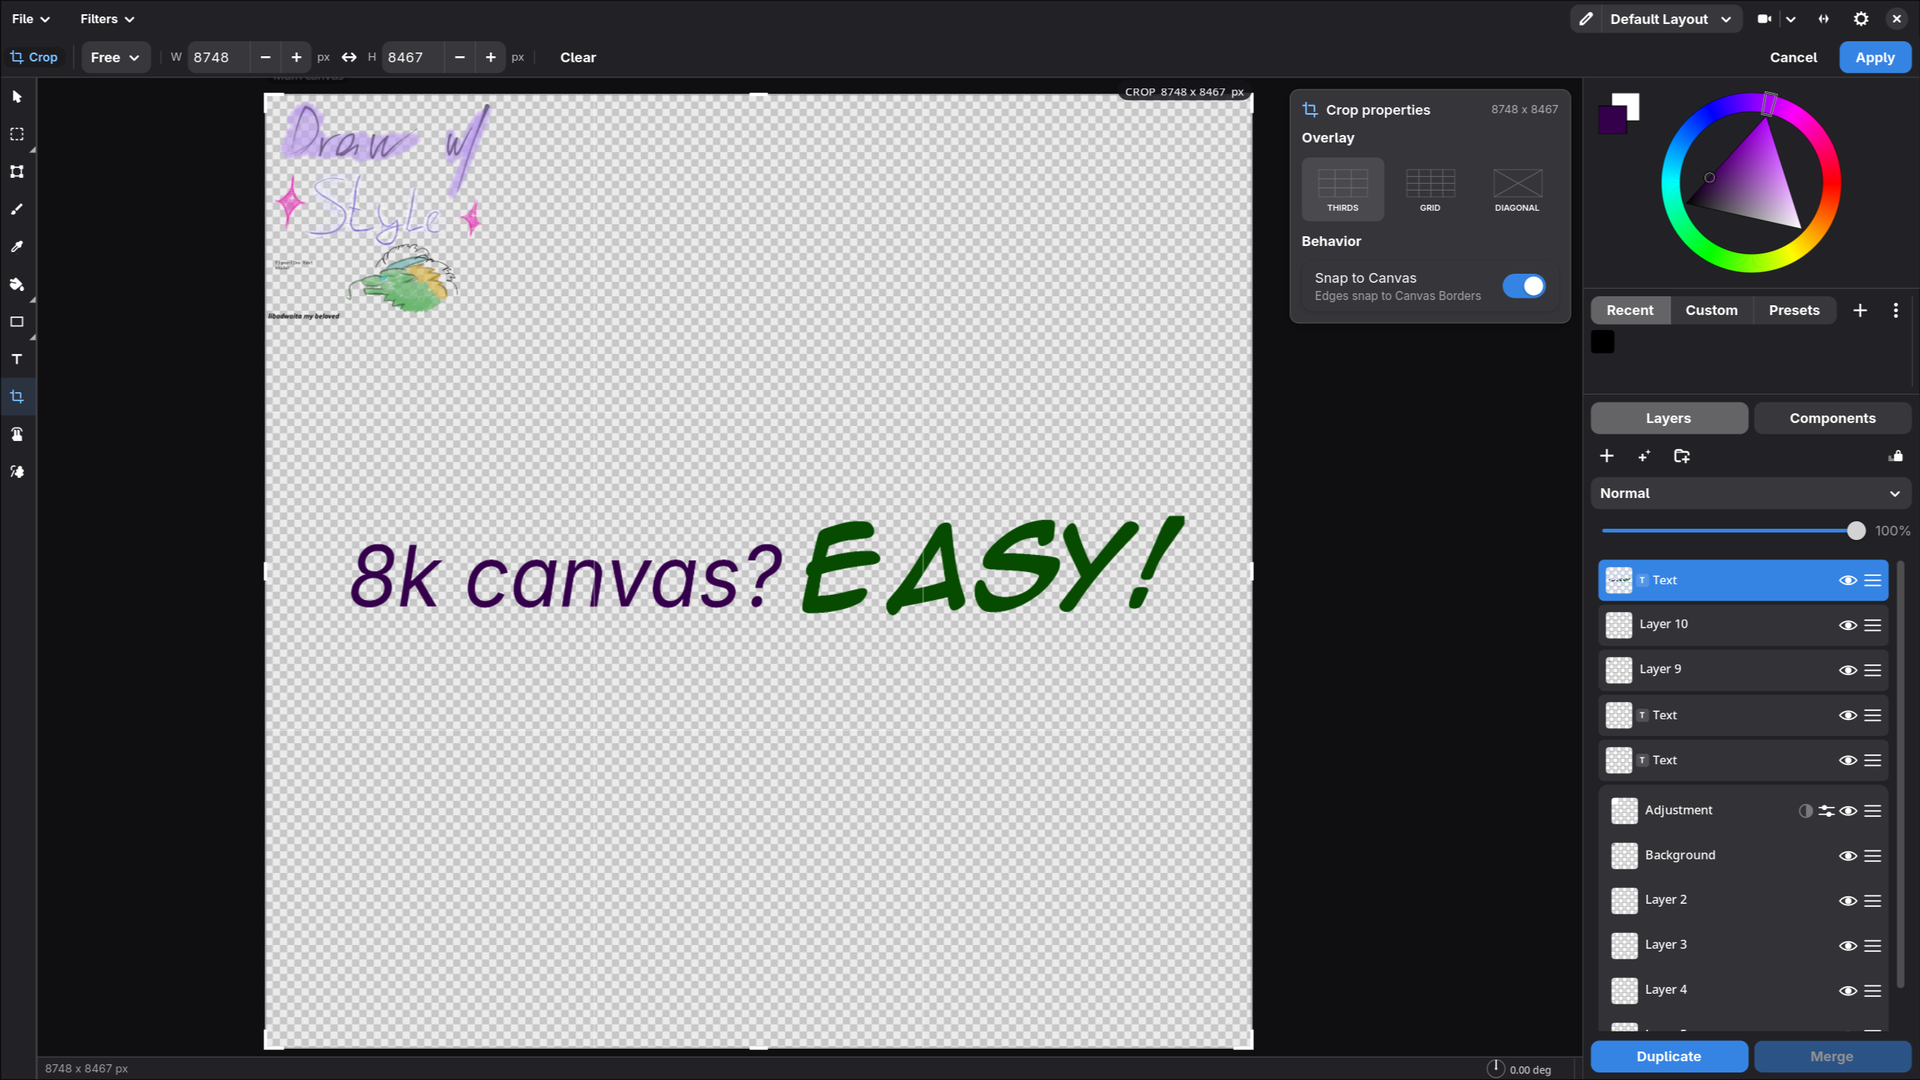 File Filters Default Layout
Crop Free W 8748 px H 8467 px Clear Cancel Apply
Main canvas
CROP 8748 x 8467 px
Draw w/
Style
libadwaita my beloved
8k canvas? EASY!
Crop properties 8748 x 8467
Overlay
THIRDS GRID DIAGONAL
Behavior
Snap to Canvas
Edges snap to Canvas Borders
Recent Custom Presets
Layers Components
Normal
100%
T Text
Layer 10
Layer 9
T Text
T Text
Adjustment
Background
Layer 2
Layer 3
Layer 4
Duplicate Merge
8748 x 8467 px 0.00 deg